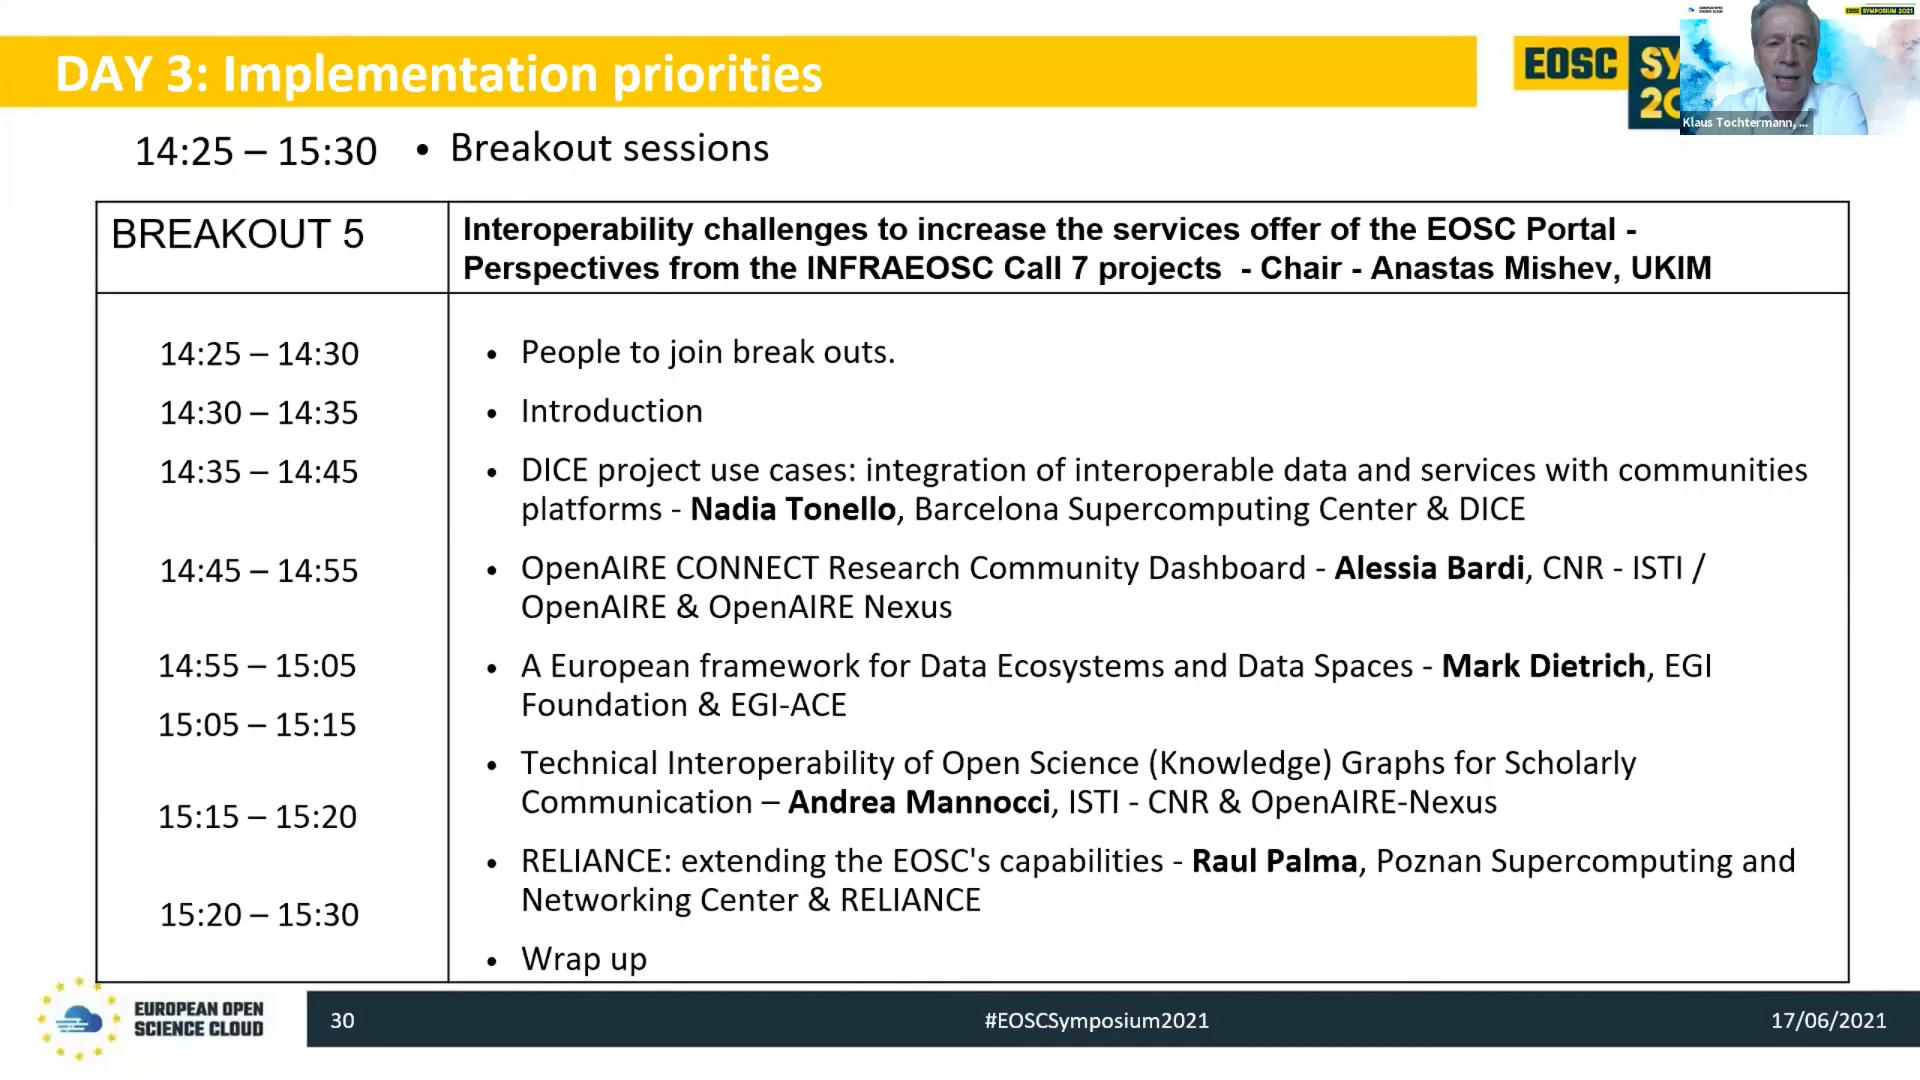 DAY 3: Implementation priorities
EOSC SY
20
EUROPEAN OPEN
SCIENCE CLOUD
EOSC SYMPOSIUM 2021
Klaus Tochermann, ...
14:25 – 15:30 • Breakout sessions
BREAKOUT 5
Interoperability challenges to increase the services offer of the EOSC Portal -
Perspectives from the INFRAEOSC Call 7 projects - Chair - Anastas Mishev, UKIM
14:25 – 14:30 • People to join break outs.
14:30 – 14:35 • Introduction
14:35 – 14:45 • DICE project use cases: integration of interoperable data and services with communities
platforms - Nadia Tonello, Barcelona Supercomputing Center & DICE
14:45 – 14:55 • OpenAIRE CONNECT Research Community Dashboard - Alessia Bardi, CNR - ISTI /
OpenAIRE & OpenAIRE Nexus
14:55 – 15:05 • A European framework for Data Ecosystems and Data Spaces - Mark Dietrich, EGI
Foundation & EGI-ACE
15:05 – 15:15
• Technical Interoperability of Open Science (Knowledge) Graphs for Scholarly
Communication – Andrea Mannocci, ISTI - CNR & OpenAIRE-Nexus
15:15 – 15:20
• RELIANCE: extending the EOSC's capabilities - Raul Palma, Poznan Supercomputing and
Networking Center & RELIANCE
15:20 – 15:30
• Wrap up
EUROPEAN OPEN
SCIENCE CLOUD
30 #EOSCSymposium2021 17/06/2021